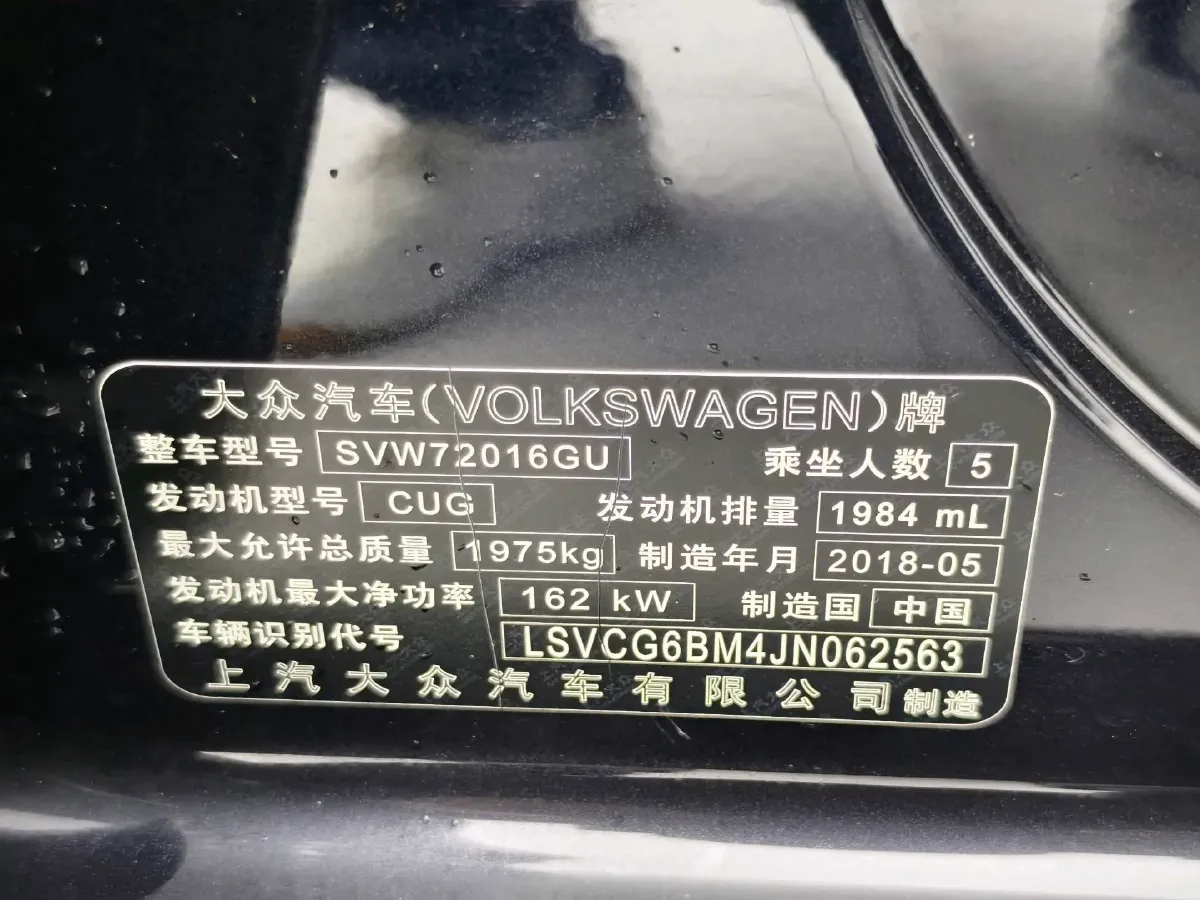 大众汽车(VOLKSWAGEN)牌
整车型号 SVW72016GU 乘坐人数 5
发动机型号 CUG 发动机排量 1984 mL
最大允许总质量 1975kg 制造年月 2018-05
发动机最大净功率 162 kW 制造国 中国
车辆识别代号 LSVCG6BM4JN062563
上汽大众汽车有限公司制造